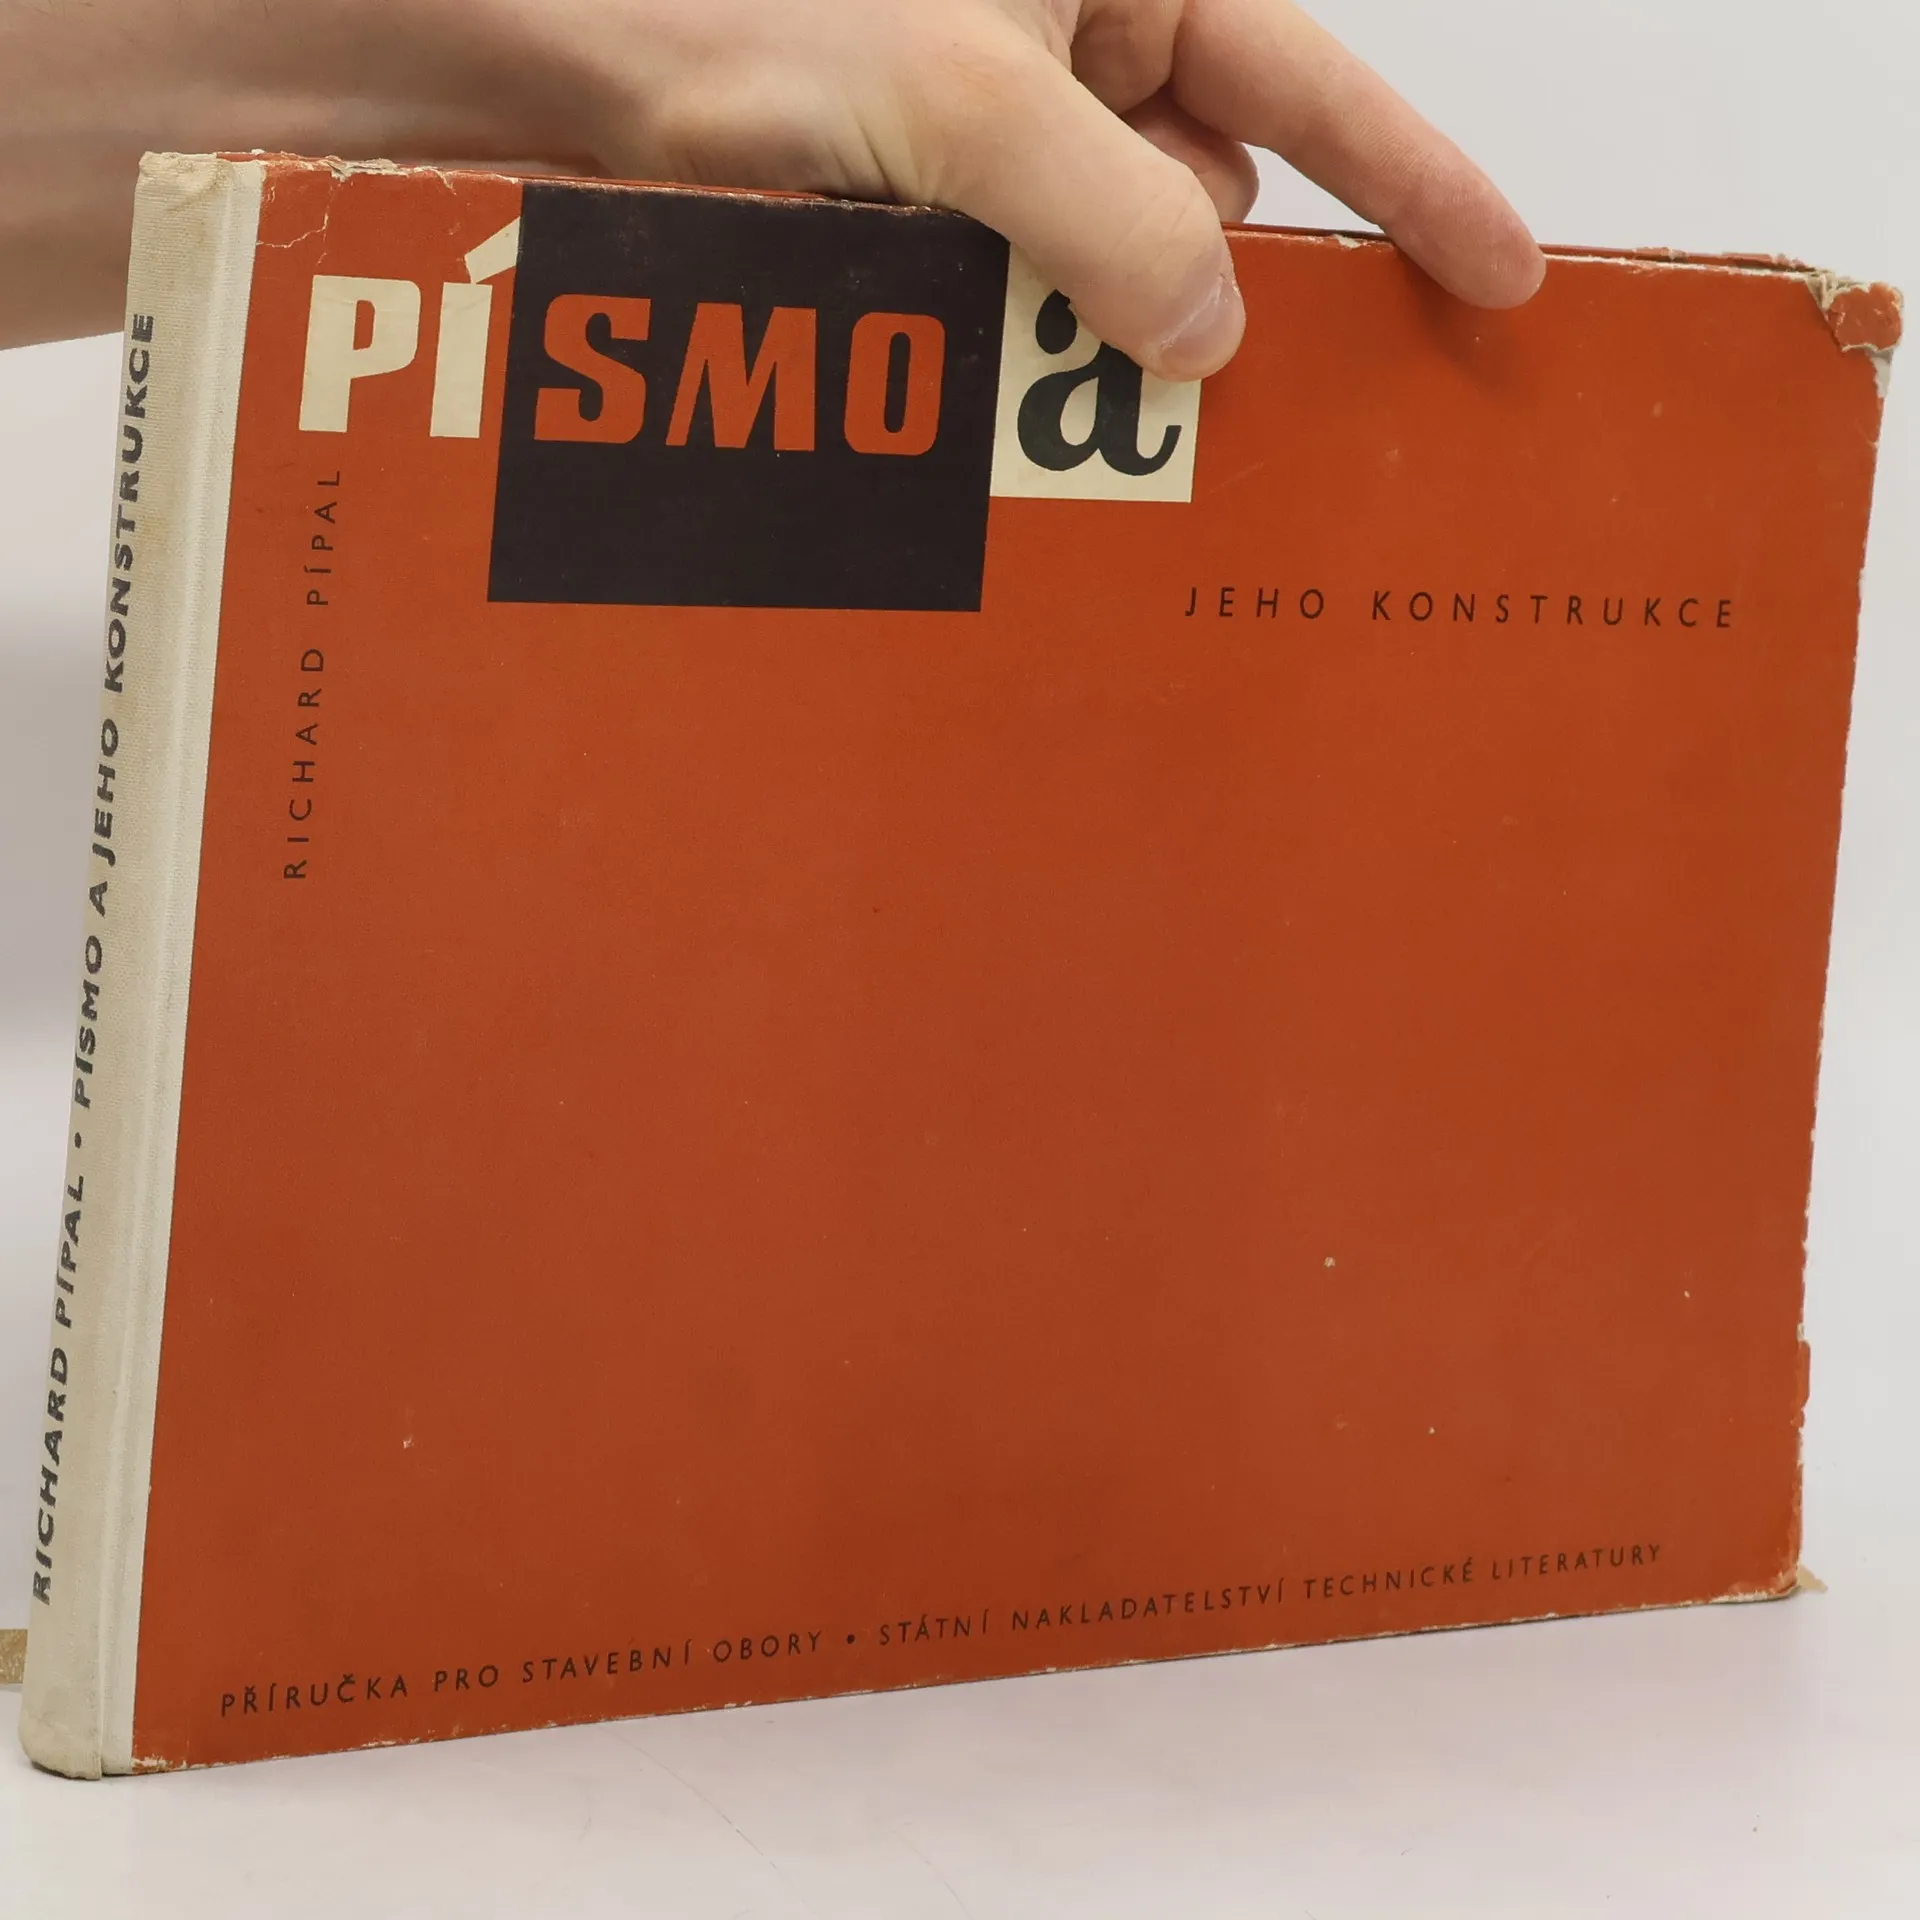 RICHARD PÍPAL • PÍSMO A JEHO KONSTRUKCE
PÍSMO a
JEHO KONSTRUKCE
RICHARD PÍPAL
PŘÍRUČKA PRO STAVEBNÍ OBORY • STÁTNÍ NAKLADATELSTVÍ TECHNICKÉ LITERATURY